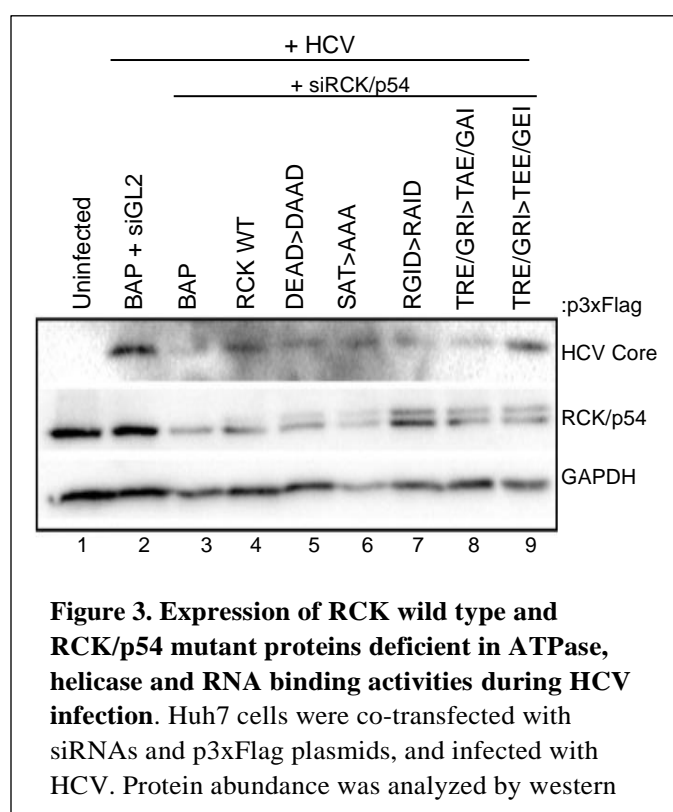 + HCV
+ siRCK/p54
Uninfected
BAP + siGL2
BAP
RCK WT
DEAD>DAAD
SAT>AAA
RGID>RAID
TRE/GRI>TAE/GAI
TRE/GRI>TEE/GEI
:p3xFlag
HCV Core
RCK/p54
GAPDH
1 2 3 4 5 6 7 8 9
Figure 3. Expression of RCK wild type and
RCK/p54 mutant proteins deficient in ATPase,
helicase and RNA binding activities during HCV
infection. Huh7 cells were co-transfected with
siRNAs and p3xFlag plasmids, and infected with
HCV. Protein abundance was analyzed by western